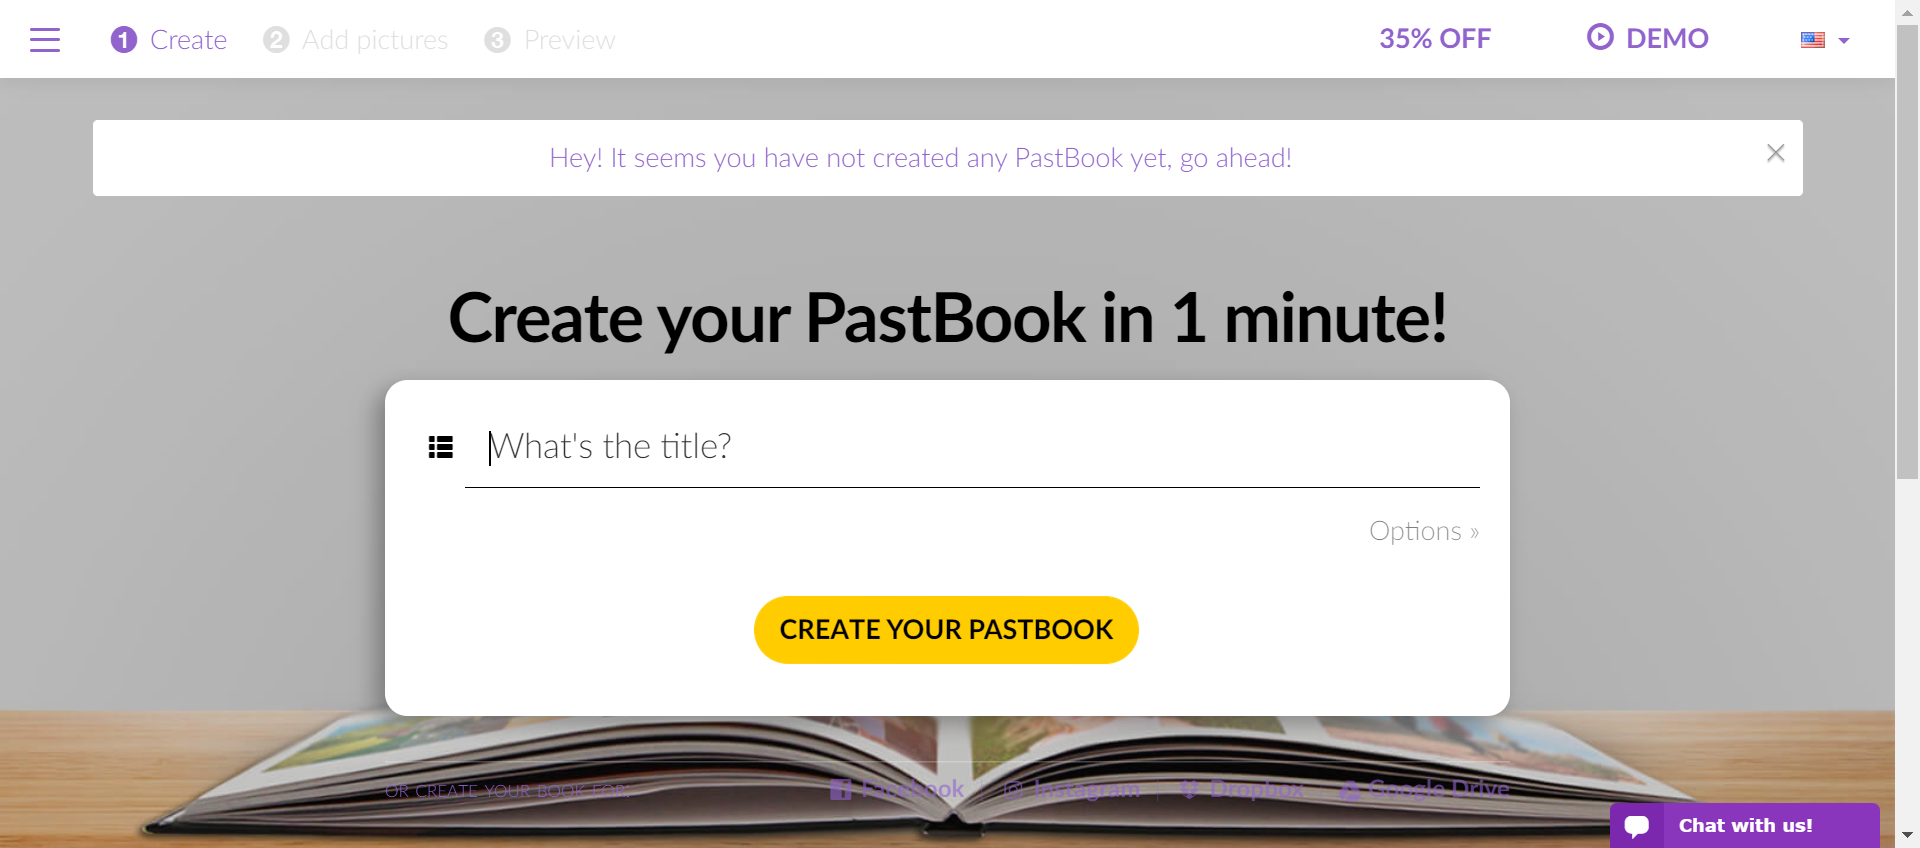 1 Create 2 Add pictures 3 Preview 35% OFF DEMO
Hey! It seems you have not created any PastBook yet, go ahead!
Create your PastBook in 1 minute!
What's the title?
Options »
CREATE YOUR PASTBOOK
OR CREATE YOUR BOOK FOR: Facebook Instagram Dropbox Google Drive
Chat with us!